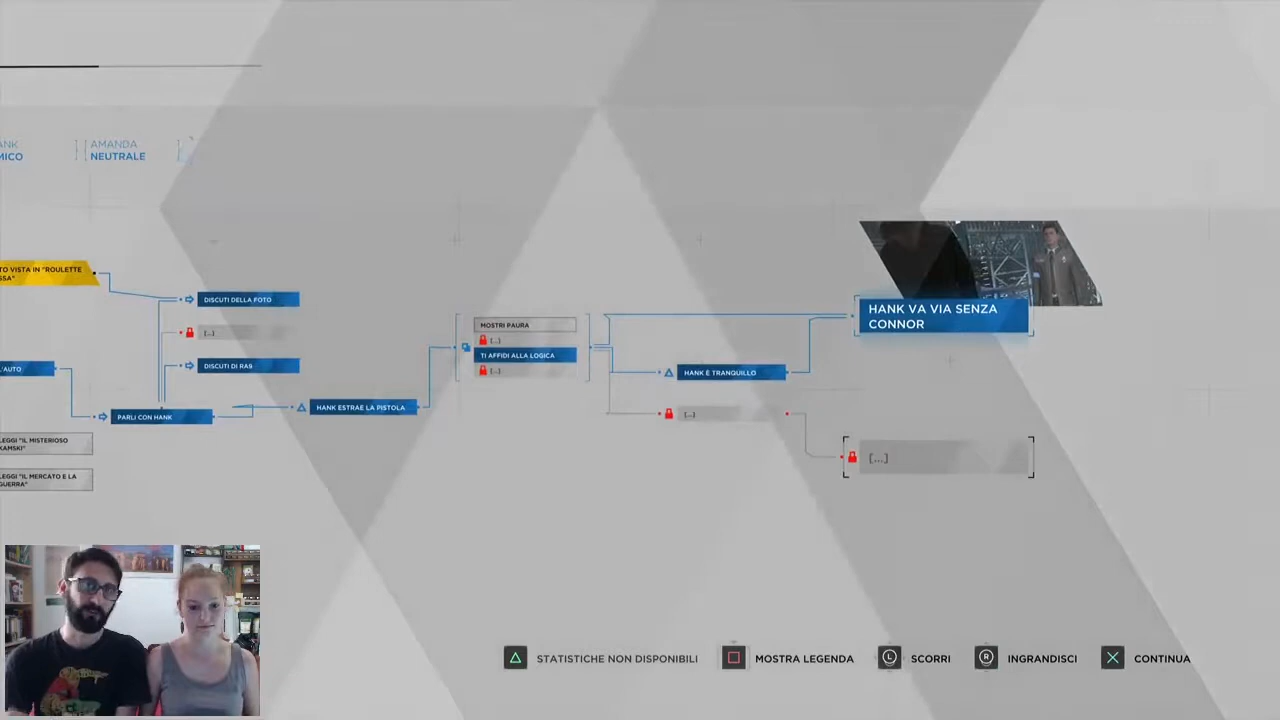 ANK
MICO
AMANDA
NEUTRALE
TO VISTA IN "ROULETTE
SSA"
DISCUTI DELLA FOTO
[...]
L'AUTO
DISCUTI DI RA9
PARLI CON HANK
LEGGI "IL MISTERIOSO
KAMSKI"
LEGGI "IL MERCATO E LA
GUERRA"
HANK ESTRAE LA PISTOLA
MOSTRI PAURA
[...]
TI AFFIDI ALLA LOGICA
[...]
HANK È TRANQUILLO
[...]
HANK VA VIA SENZA
CONNOR
[...]
STATISTICHE NON DISPONIBILI
MOSTRA LEGENDA
L
SCORRI
R
INGRANDISCI
CONTINUA